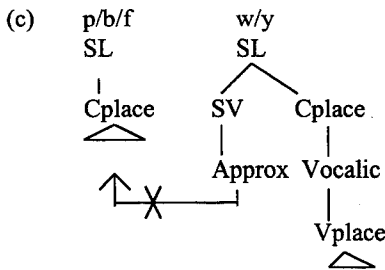 (c) p/b/f w/y
SL SL
Cplace SV Cplace
Approx Vocalic
Vplace